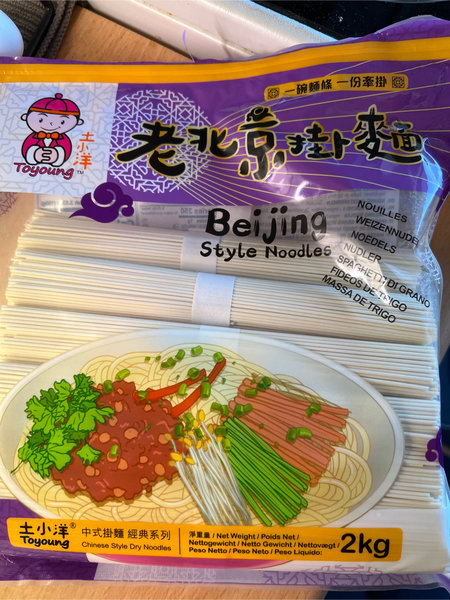 一碗麵條 一份牽掛
土小洋
Toyoung™
老北京掛麵
Beijing
Style Noodles
NOUILLES
WEIZENNUDELN
NOEDELS
NUDLER
SPAGHETTI DI GRANO
FIDEOS DE TRIGO
MASSA DE TRIGO
土小洋®
Toyoung
中式掛麵 經典系列
Chinese Style Dry Noodles
淨重量 / Net Weight / Poids Net /
Nettogewicht / Netto Gewicht / Nettovægt /
Peso Netto / Peso Neto / Peso Líquido:
2kg